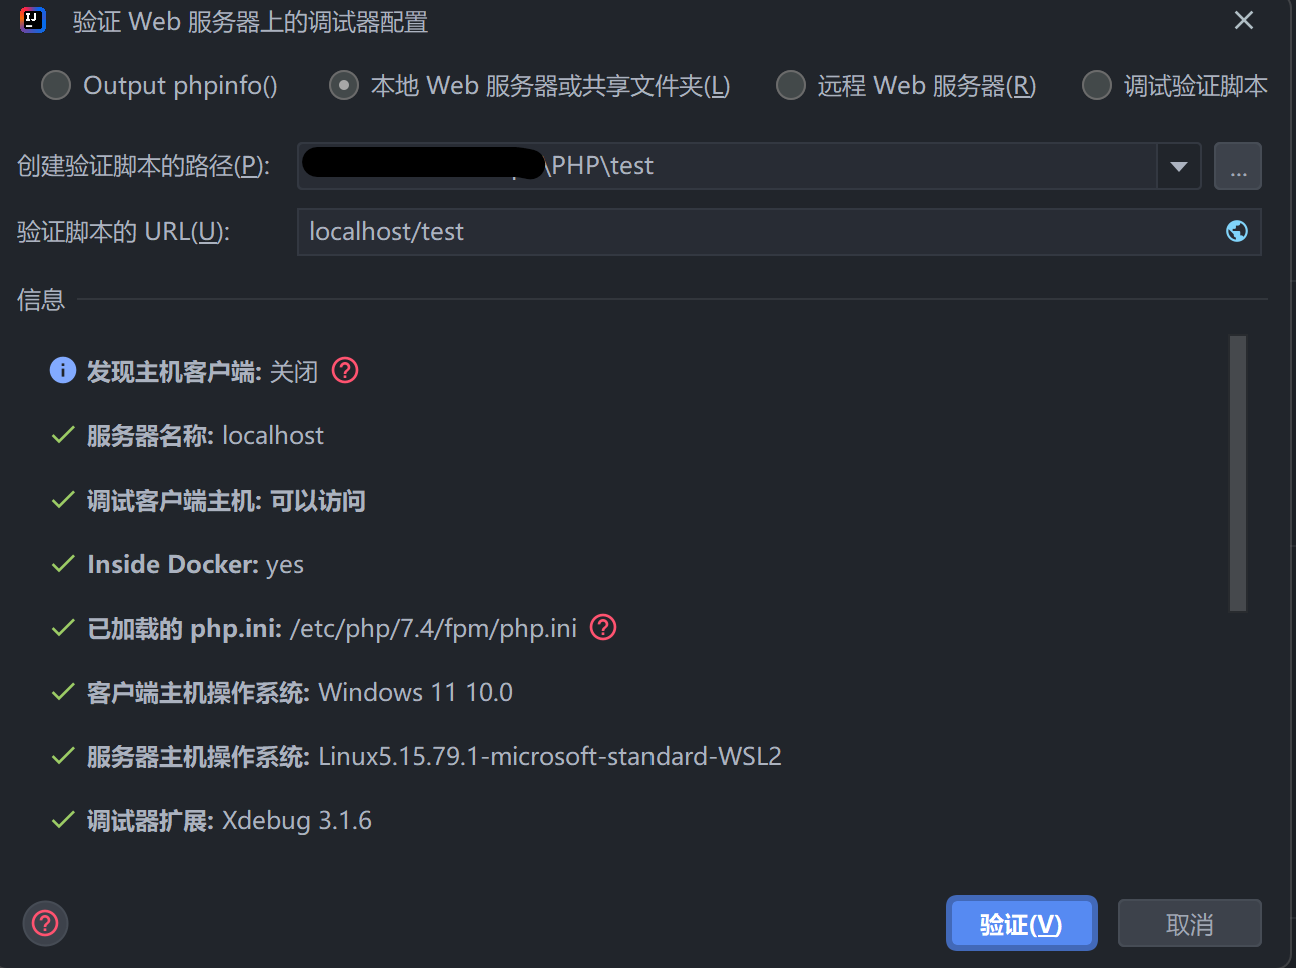 IJ
验证 Web 服务器上的调试器配置
Output phpinfo() 本地 Web 服务器或共享文件夹(L) 远程 Web 服务器(R) 调试验证脚本
创建验证脚本的路径(P): \PHP\test ...
验证脚本的 URL(U): localhost/test
信息
发现主机客户端: 关闭
服务器名称: localhost
调试客户端主机: 可以访问
Inside Docker: yes
已加载的 php.ini: /etc/php/7.4/fpm/php.ini
客户端主机操作系统: Windows 11 10.0
服务器主机操作系统: Linux5.15.79.1-microsoft-standard-WSL2
调试器扩展: Xdebug 3.1.6
验证(V) 取消